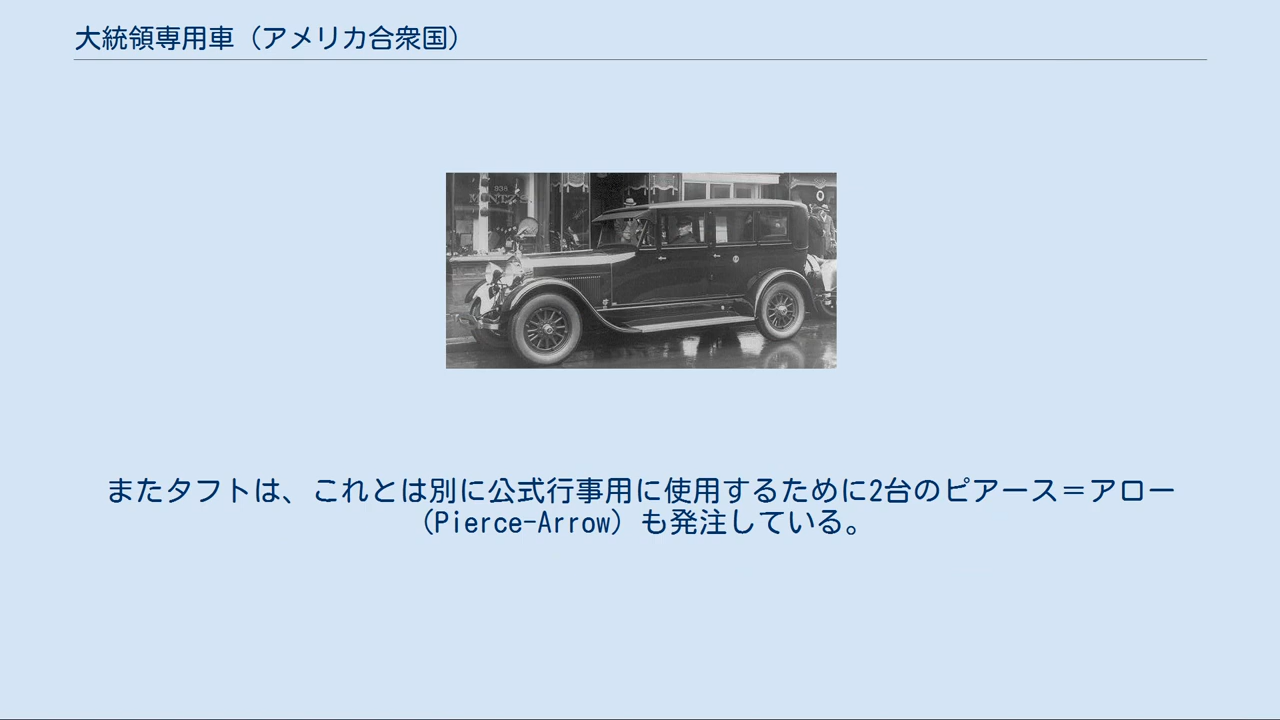 大統領専用車（アメリカ合衆国）
またタフトは、これとは別に公式行事用に使用するために2台のピアース＝アロー
（Pierce-Arrow）も発注している。